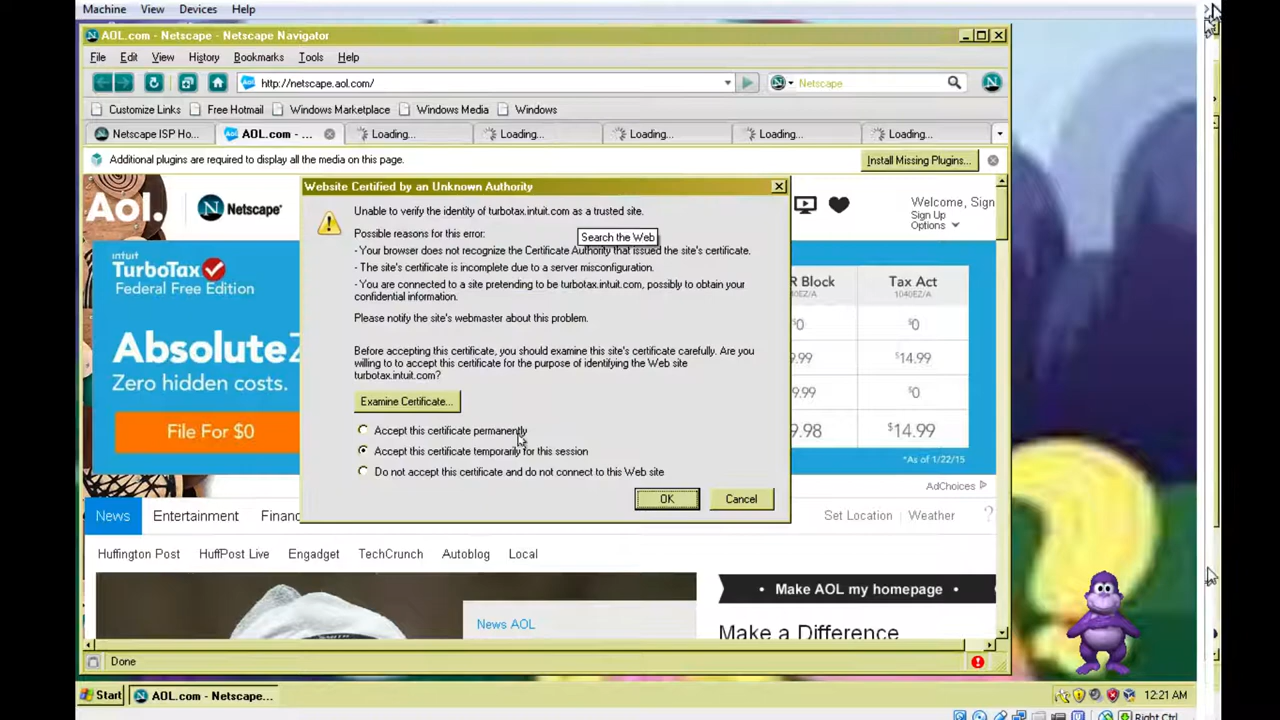 Machine View Devices Help
AOL.com - Netscape - Netscape Navigator
File Edit View History Bookmarks Tools Help
http://netscape.aol.com/ Netscape N
Customize Links Free Hotmail Windows Marketplace Windows Media Windows
Netscape ISP Ho... AOL.com - ... Loading... Loading... Loading... Loading... Loading...
Additional plugins are required to display all the media on this page. Install Missing Plugins...
Website Certified by an Unknown Authority
Aol. N Netscape
Welcome, Sign
Sign Up
Options
Unable to verify the identity of turbotax.intuit.com as a trusted site.
Possible reasons for this error:
Search the Web
- Your browser does not recognize the Certificate Authority that issued the site's certificate.
- The site's certificate is incomplete due to a server misconfiguration.
- You are connected to a site pretending to be turbotax.intuit.com, possibly to obtain your
confidential information.
Please notify the site's webmaster about this problem.
Before accepting this certificate, you should examine this site's certificate carefully. Are you
willing to to accept this certificate for the purpose of identifying the Web site
turbotax.intuit.com?
Examine Certificate...
Accept this certificate permanently
Accept this certificate temporarily for this session
Do not accept this certificate and do not connect to this Web site
OK Cancel
intuit
TurboTax
Federal Free Edition
AbsoluteZ
Zero hidden costs.
File For $0
R Block Tax Act
40EZ/A 1040EZ/A
$0 $0
9.99 $14.99
9.99 $0
9.98 $14.99
*As of 1/22/15
AdChoices
News Entertainment Financ Set Location Weather ?
Huffington Post HuffPost Live Engadget TechCrunch Autoblog Local
• Make AOL my homepage •
News AOL
Make a Difference
Done
Start AOL.com - Netscape... 12:21 AM
Right Ctrl